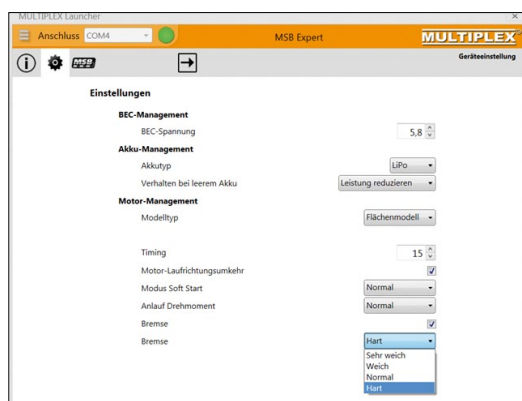 MULTIPLEX Launcher
Anschluss COM4 MSB Expert MULTIPLEX
MSB Geräteeinstellung
Einstellungen
BEC-Management
BEC-Spannung 5,8
Akku-Management
Akkutyp LiPo
Verhalten bei leerem Akku Leistung reduzieren
Motor-Management
Modelltyp Flächenmodell
Timing 15
Motor-Laufrichtungsumkehr
Modus Soft Start Normal
Anlauf Drehmoment Normal
Bremse
Bremse Hart
Sehr weich
Weich
Normal
Hart